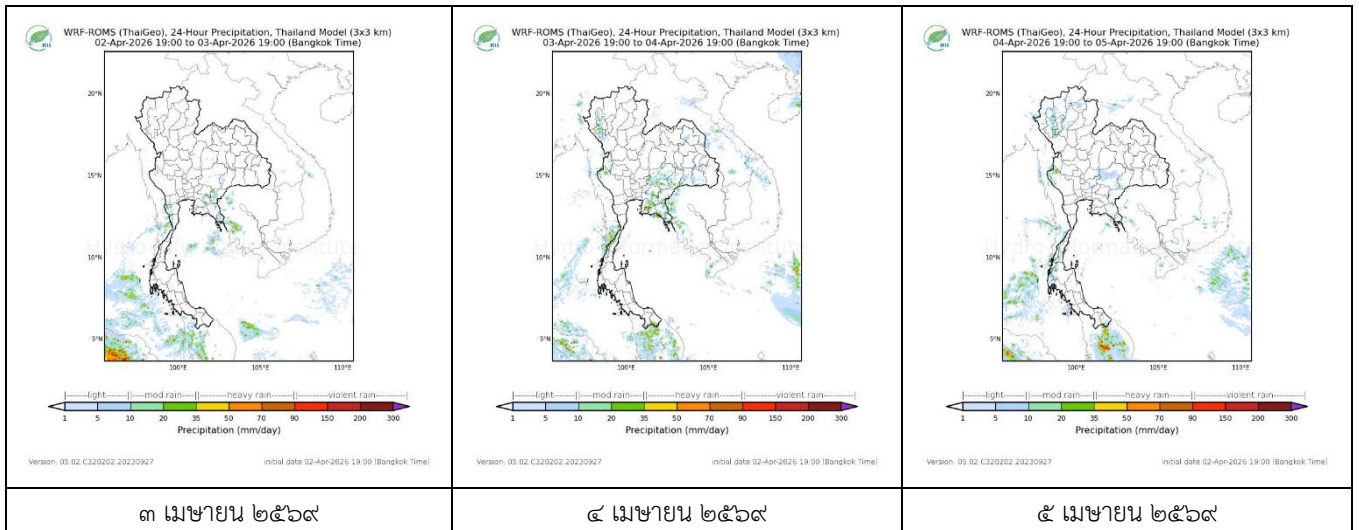 WRF-ROMS (ThaiGeo), 24-Hour Precipitation, Thailand Model (3x3 km)
02-Apr-2026 19:00 to 03-Apr-2026 19:00 (Bangkok Time)
HII
20°N
15°N
10°N
5°N
100°E 105°E 110°E
Hydro Informatics Institute
|-------light-------||---mod.rain---||-------heavy rain-------||-------violent rain-------|
1 5 10 20 35 50 70 90 150 200 300
Precipitation (mm/day)
Version: 05.02.C320202.20230927 initial date:02-Apr-2026 19:00 (Bangkok Time)
๓ เมษายน ๒๕๖๙
WRF-ROMS (ThaiGeo), 24-Hour Precipitation, Thailand Model (3x3 km)
03-Apr-2026 19:00 to 04-Apr-2026 19:00 (Bangkok Time)
HII
20°N
15°N
10°N
5°N
100°E 105°E 110°E
Hydro Informatics Institute
|-------light-------||---mod.rain---||-------heavy rain-------||-------violent rain-------|
1 5 10 20 35 50 70 90 150 200 300
Precipitation (mm/day)
Version: 05.02.C320202.20230927 initial date:02-Apr-2026 19:00 (Bangkok Time)
๔ เมษายน ๒๕๖๙
WRF-ROMS (ThaiGeo), 24-Hour Precipitation, Thailand Model (3x3 km)
04-Apr-2026 19:00 to 05-Apr-2026 19:00 (Bangkok Time)
HII
20°N
15°N
10°N
5°N
100°E 105°E 110°E
Hydro Informatics Institute
|-------light-------||---mod.rain---||-------heavy rain-------||-------violent rain-------|
1 5 10 20 35 50 70 90 150 200 300
Precipitation (mm/day)
Version: 05.02.C320202.20230927 initial date:02-Apr-2026 19:00 (Bangkok Time)
๕ เมษายน ๒๕๖๙